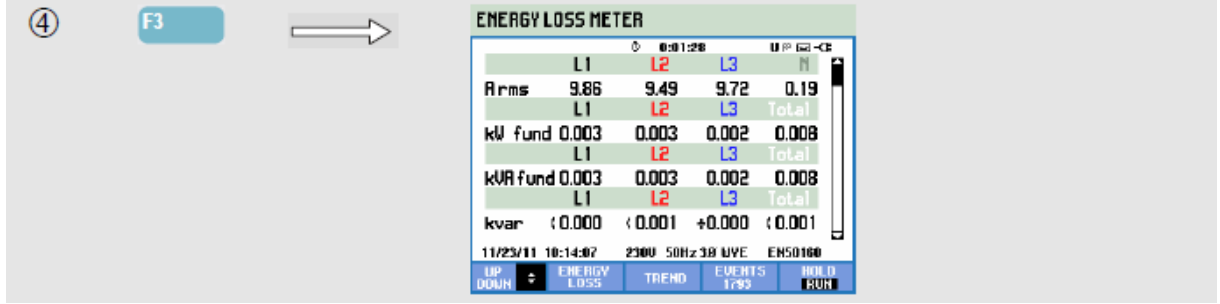 ④ F3
ENERGY LOSS METER
0:01:28 U
L1 L2 L3 N
A rms 9.86 9.49 9.72 0.19
L1 L2 L3 Total
kW fund 0.003 0.003 0.002 0.008
L1 L2 L3 Total
kVA fund 0.003 0.003 0.002 0.008
L1 L2 L3 Total
kvar 0.000 0.001 0.000 0.001
11/23/11 10:14:07 230V 50Hz 3Ø WYE EN50160
UP DOWN ENERGY LOSS TREND EVENTS 1793 HOLD RUN